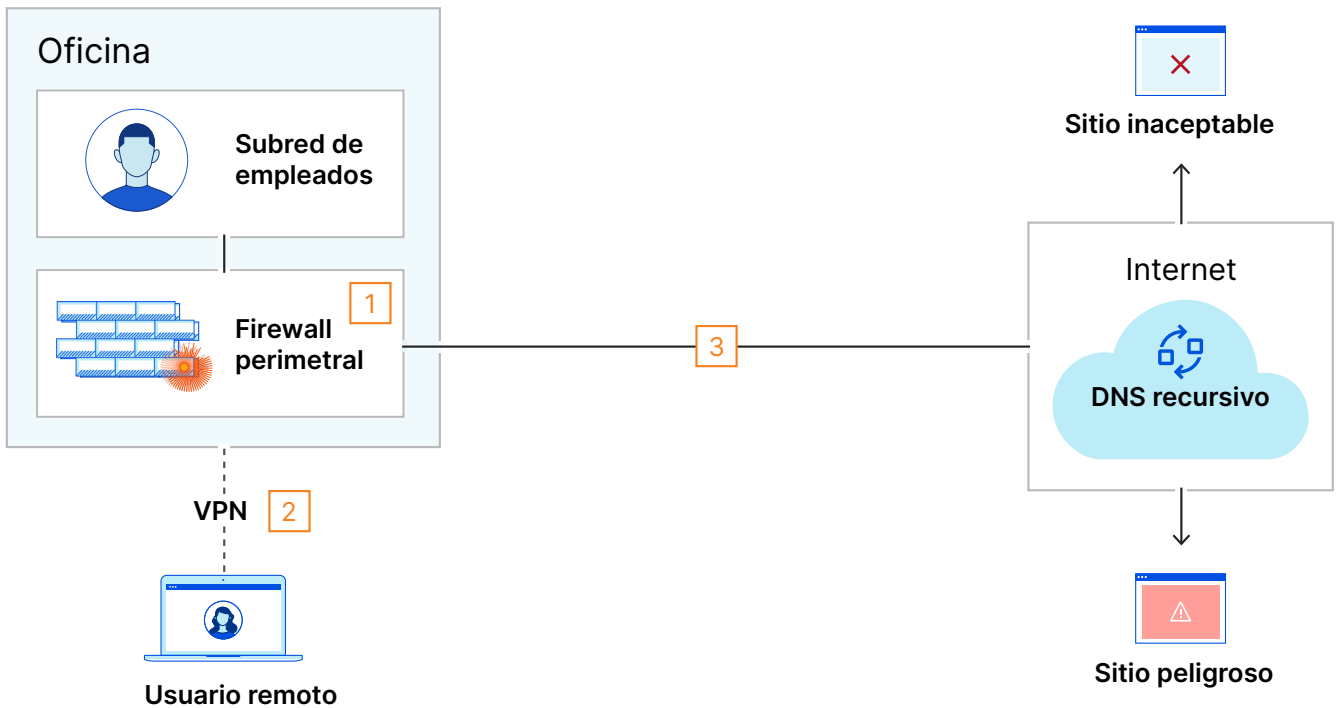 Oficina
Subred de
empleados
1
Firewall
perimetral
VPN
2
Usuario remoto
3
Sitio inaceptable
Internet
DNS recursivo
Sitio peligroso